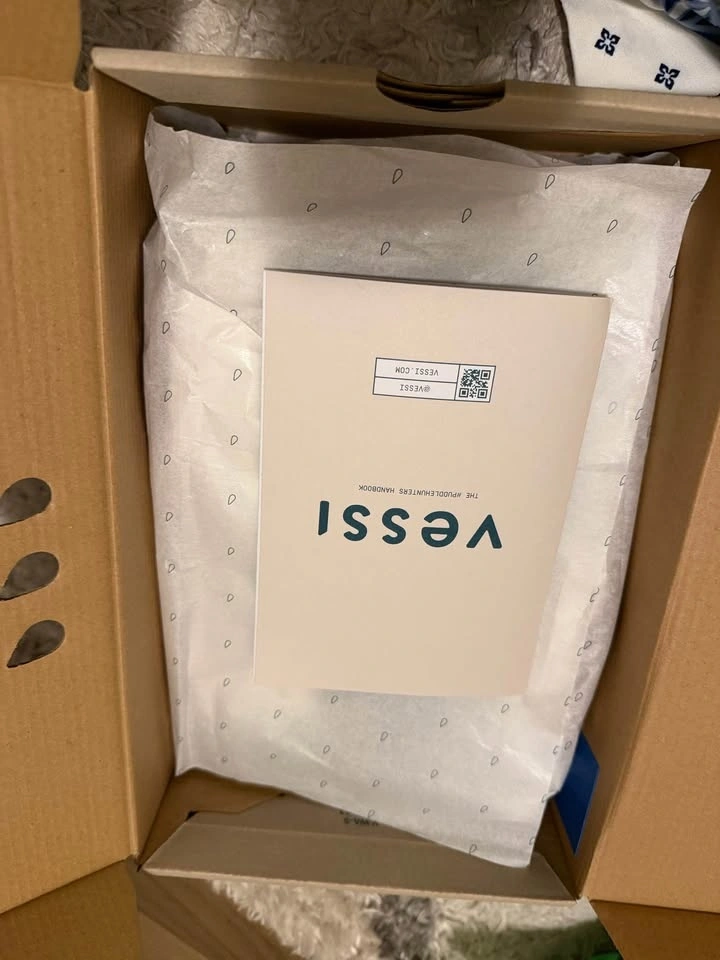 vessi
THE #PUDDLEHUNTERS HANDBOOK
@VESSI
VESSI.COM